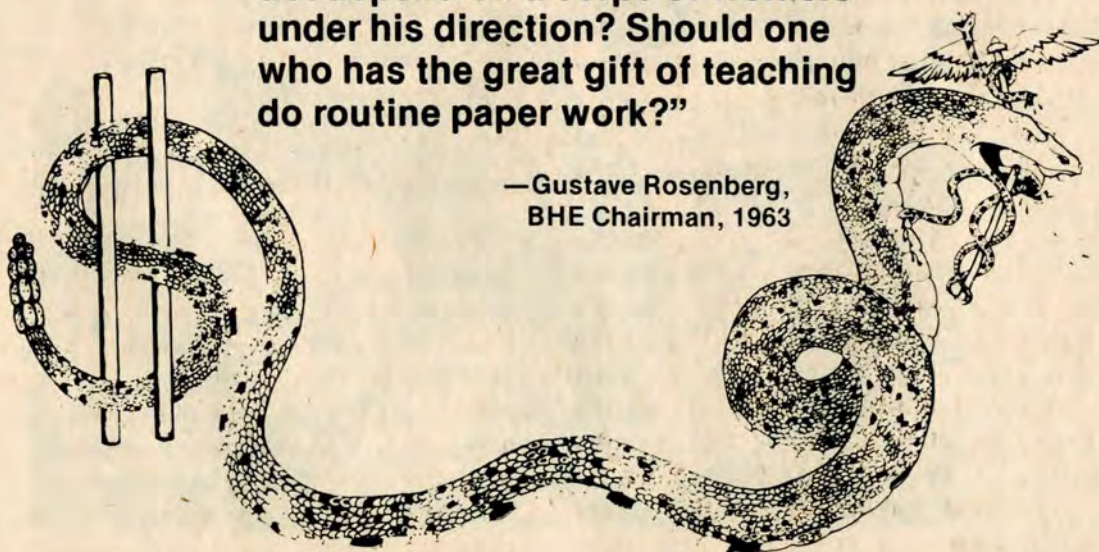 under his direction? Should one
who has the great gift of teaching
do routine paper work?”
—Gustave Rosenberg,
BHE Chairman, 1963